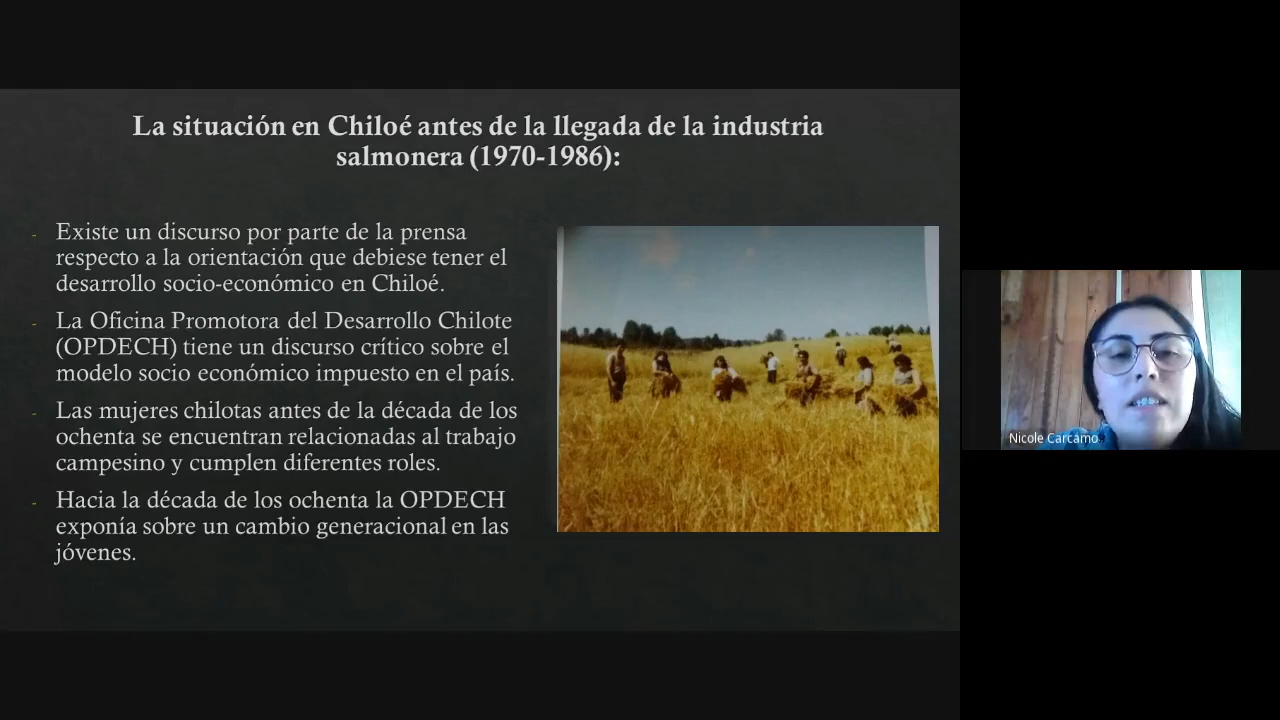 La situación en Chiloé antes de la llegada de la industria
salmonera (1970-1986):
- Existe un discurso por parte de la prensa
respecto a la orientación que debiese tener el
desarrollo socio-económico en Chiloé.
- La Oficina Promotora del Desarrollo Chilote
(OPDECH) tiene un discurso crítico sobre el
modelo socio económico impuesto en el país.
- Las mujeres chilotas antes de la década de los
ochenta se encuentran relacionadas al trabajo
campesino y cumplen diferentes roles.
- Hacia la década de los ochenta la OPDECH
exponía sobre un cambio generacional en las
jóvenes.
Nicole Carcamo